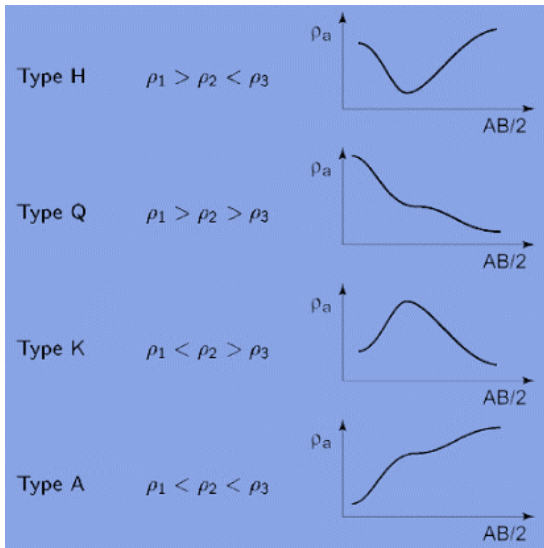 ρa
Type H ρ1 > ρ2 < ρ3
AB/2
ρa
Type Q ρ1 > ρ2 > ρ3
AB/2
ρa
Type K ρ1 < ρ2 > ρ3
AB/2
ρa
Type A ρ1 < ρ2 < ρ3
AB/2